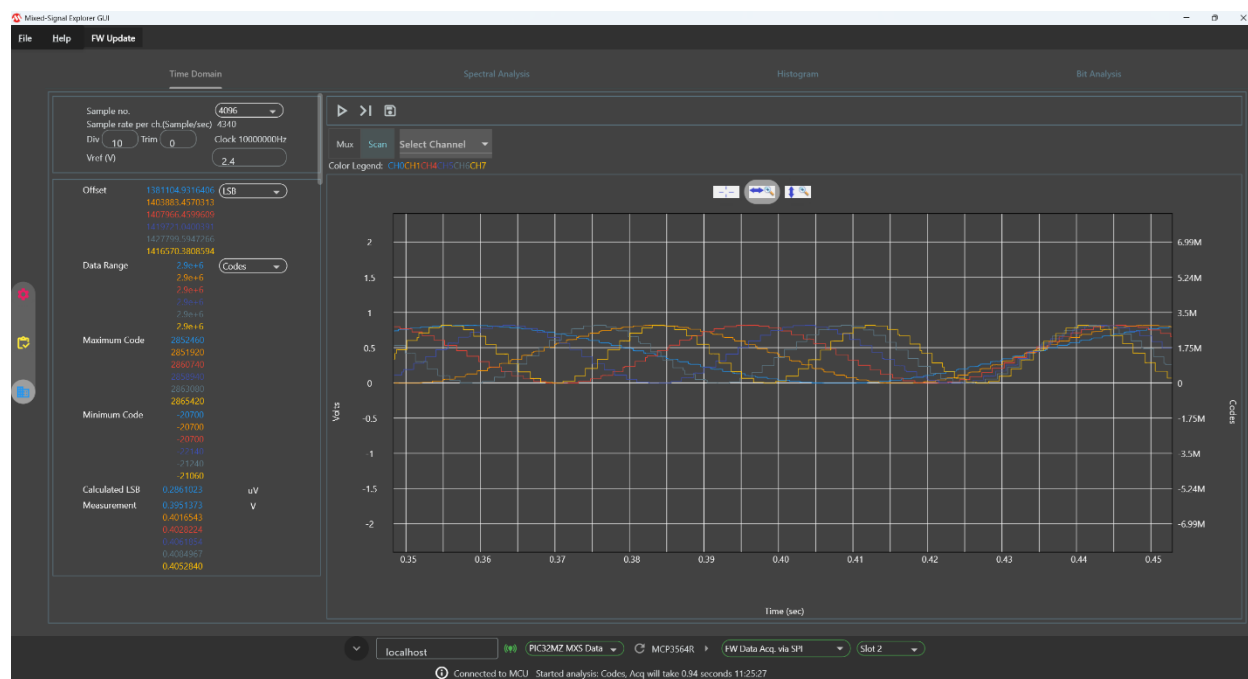 Mixed-Signal Explorer GUI
File Help FW Update
Time Domain Spectral Analysis Histogram Bit Analysis
Sample no. 4096
Sample rate per ch.(Sample/sec) 4340
Div 10 Trim 0 Clock 10000000Hz
Vref (V) 2.4
Mux Scan Select Channel
Color Legend: CH0CH1CH4CH5CH6CH7
Offset 1381104.9316406 LSB
1403883.4570313
1407966.4599609
1427799.5947266
1416570.3808594
Data Range 2.9e+6 Codes
2.9e+6
2.9e+6
2.9e+6
2.9e+6
2.9e+6
Maximum Code 2852460
2851920
2860740
2863080
2865420
Minimum Code -20700
-20700
-20700
-21240
-21060
Calculated LSB 0.2861023 uV
Measurement 0.3951373 V
0.4016543
0.4028224
0.4084967
0.4052840
2 6.99M
1.5 5.24M
1 3.5M
0.5 1.75M
0 0
-0.5 -1.75M
-1 -3.5M
-1.5 -5.24M
-2 -6.99M
Volts
Codes
0.35 0.36 0.37 0.38 0.39 0.40 0.41 0.42 0.43 0.44 0.45
Time (sec)
localhost PIC32MZ MXS Data MCP3564R FW Data Acq. via SPI Slot 2
Connected to MCU Started analysis: Codes, Acq will take 0.94 seconds 11:25:27